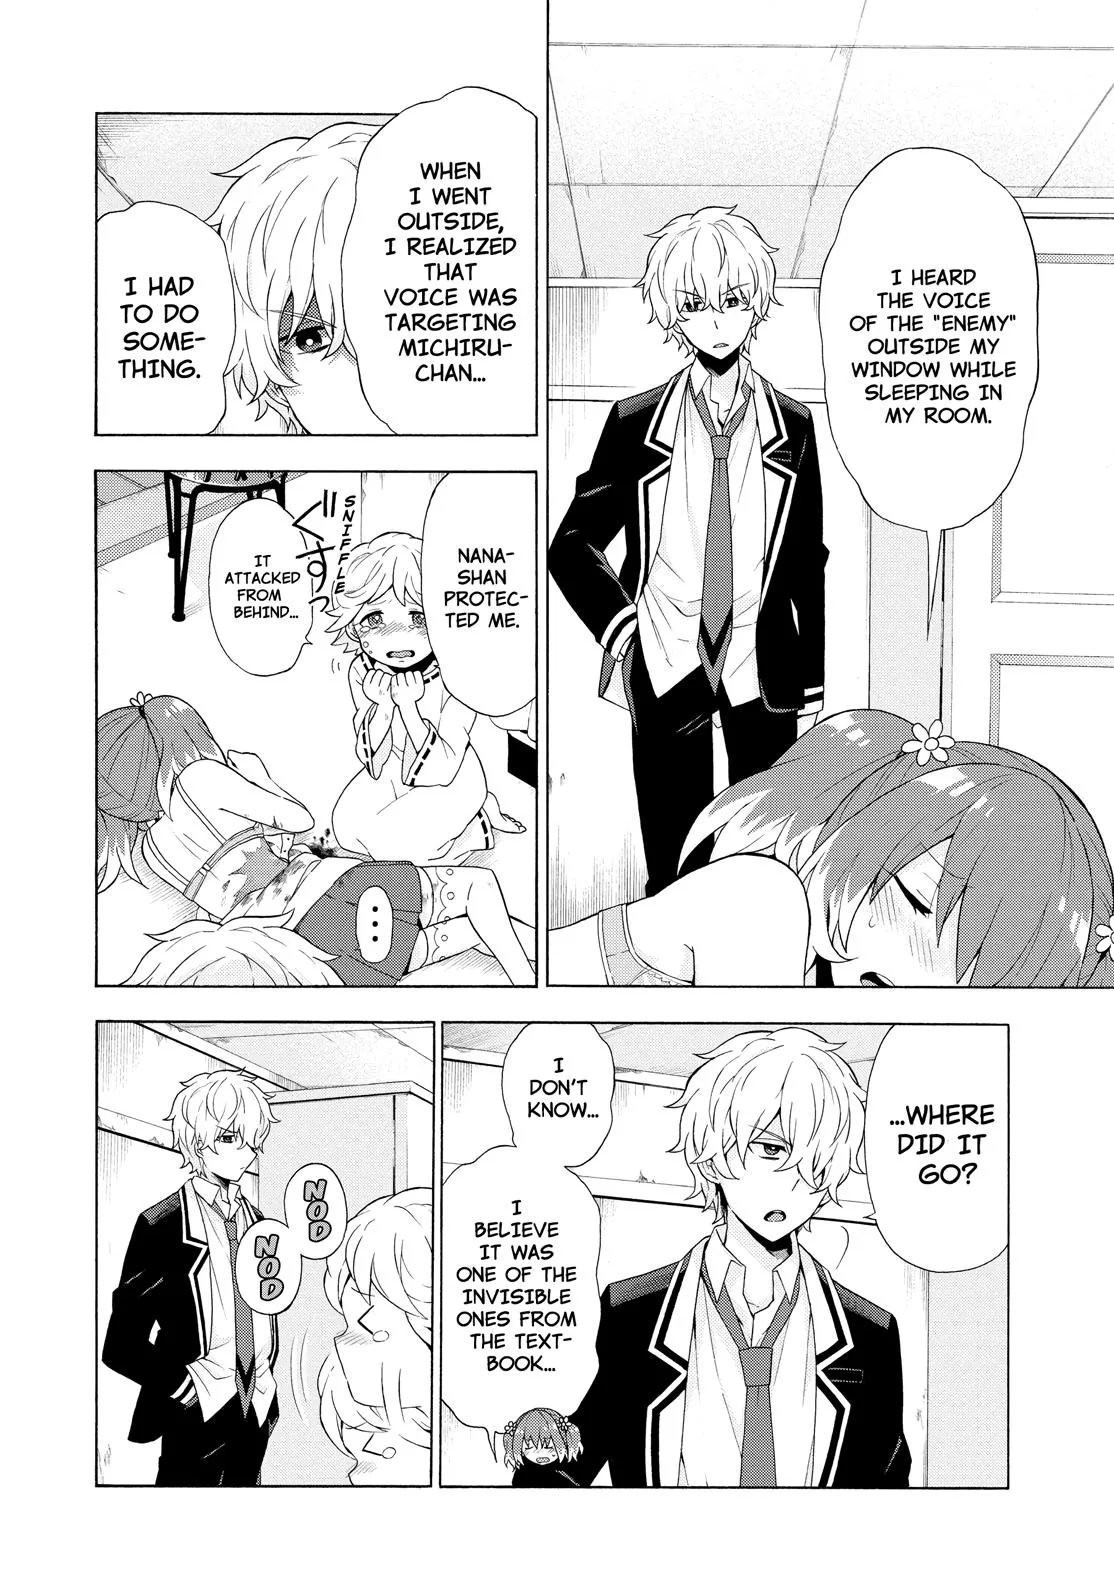 I HEARD
THE VOICE
OF THE "ENEMY"
OUTSIDE MY
WINDOW WHILE
SLEEPING IN
MY ROOM.
WHEN
I WENT
OUTSIDE,
I REALIZED
THAT
VOICE WAS
TARGETING
MICHIRU-
CHAN...
I HAD
TO DO
SOME-
THING.
NANA-
SHAN
PROTEC-
TED ME.
SNIFFLE
ぐすっ
IT
ATTACKED
FROM
BEHIND...
...
...WHERE
DID IT
GO?
I
DON'T
KNOW...
I
BELIEVE
IT WAS
ONE OF THE
INVISIBLE
ONES FROM
THE TEXT-
BOOK...
NOD
NOD